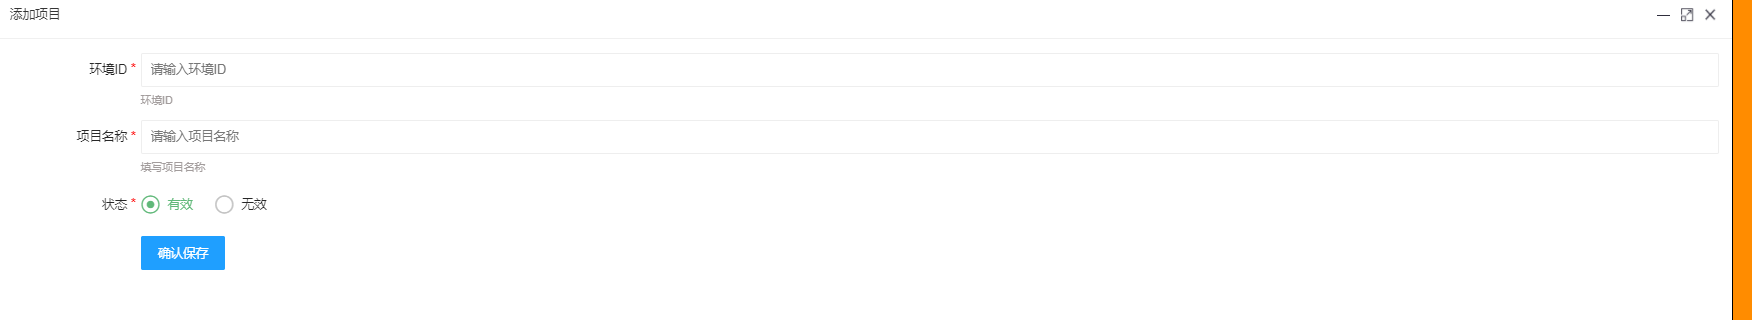 添加项目
环境ID * 请输入环境ID
环境ID
项目名称 * 请输入项目名称
填写项目名称
状态 * 有效 无效
确认保存